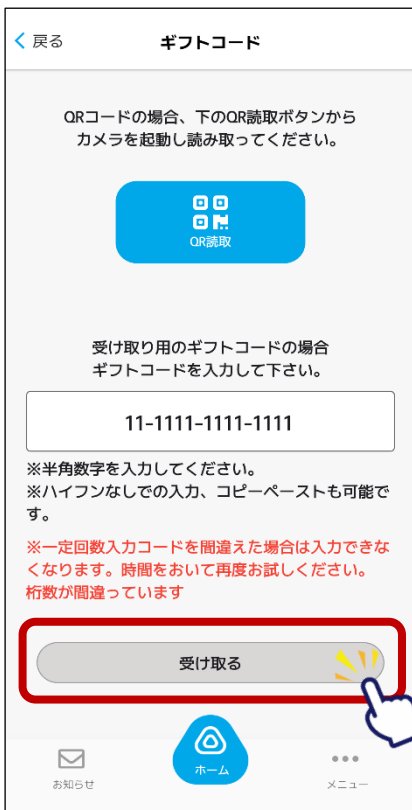 戻る
ギフトコード
QRコードの場合、下のQR読取ボタンから
カメラを起動し読み取ってください。
QR読取
受け取り用のギフトコードの場合
ギフトコードを入力して下さい。
11-1111-1111-1111
※半角数字を入力してください。
※ハイフンなしでの入力、コピーペーストも可能で
す。
※一定回数入力コードを間違えた場合は入力できな
くなります。時間をおいて再度お試しください。
桁数が間違っています
受け取る
お知らせ
ホーム
メニュー